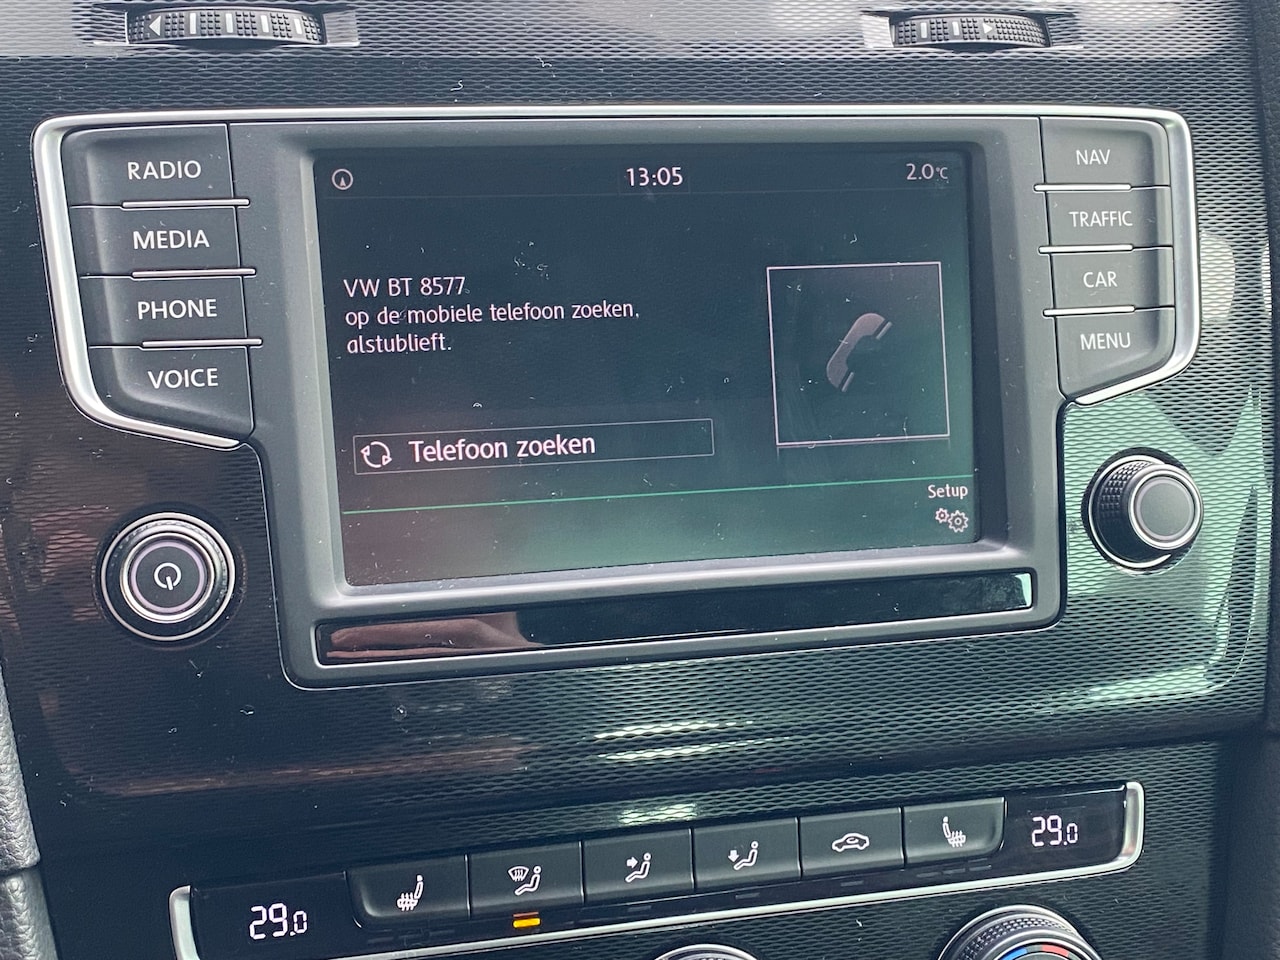 RADIO
MEDIA
PHONE
VOICE
13:05
2.0°C
VW BT 8577
op de mobiele telefoon zoeken,
alstublieft.
Telefoon zoeken
Setup
NAV
TRAFFIC
CAR
MENU
29.0
29.0